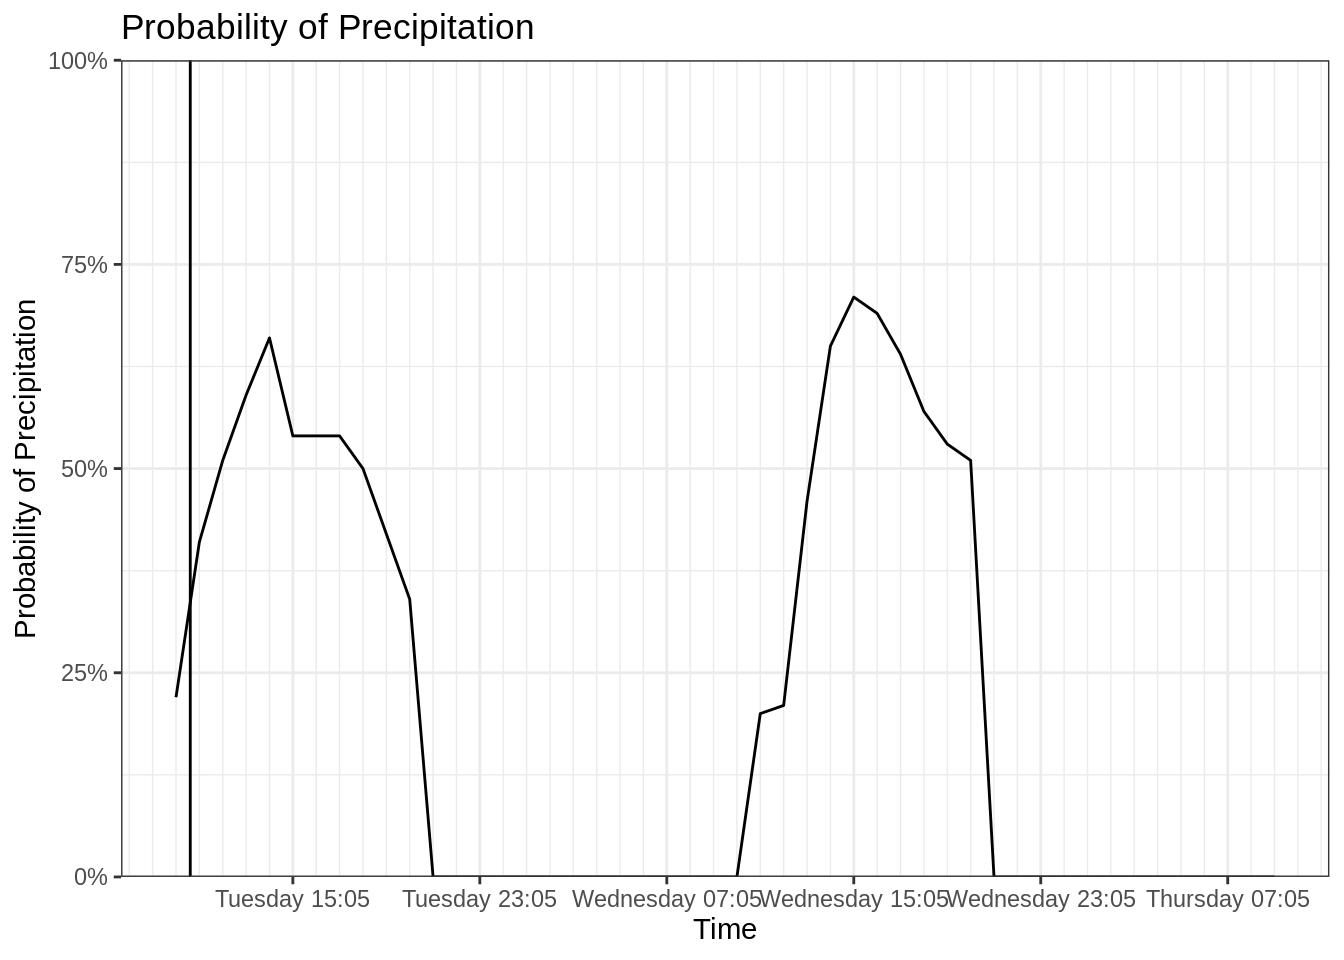 Probability of Precipitation
Probability of Precipitation
100%
75%
50%
25%
0%
Tuesday 15:05 Tuesday 23:05 Wednesday 07:05 Wednesday 15:05 Wednesday 23:05 Thursday 07:05
Time